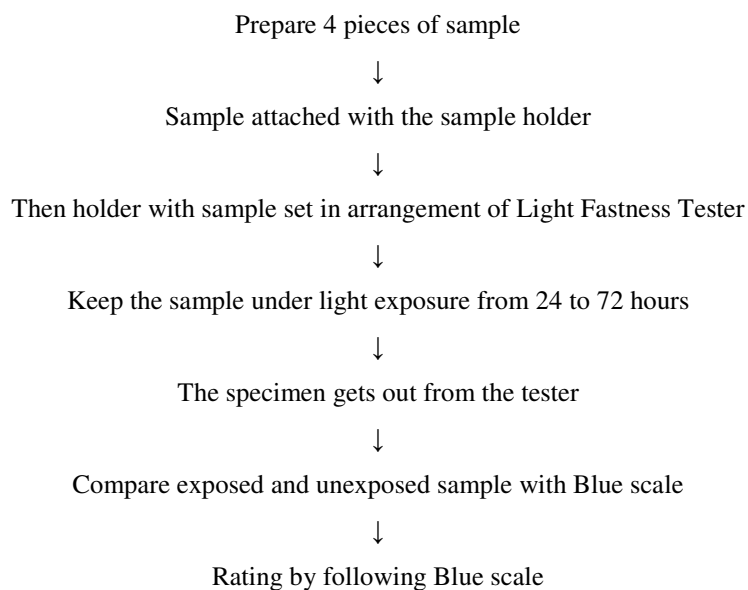 Prepare 4 pieces of sample
↓
Sample attached with the sample holder
↓
Then holder with sample set in arrangement of Light Fastness Tester
↓
Keep the sample under light exposure from 24 to 72 hours
↓
The specimen gets out from the tester
↓
Compare exposed and unexposed sample with Blue scale
↓
Rating by following Blue scale